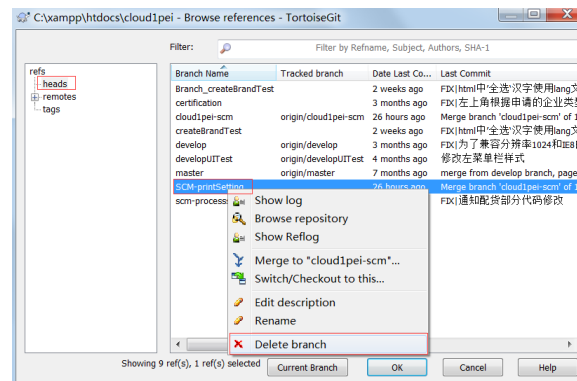 C:\xampp\htdocs\cloud1pei - Browse references - TortoiseGit
Filter: Filter by Refname, Subject, Authors, SHA-1
refs
heads
remotes
tags
Branch Name Tracked branch Date Last Co... Last Commit
Branch_createBrandTest 2 weeks ago FIX|html中'全选'汉字使用lang文
certification 3 months ago FIX|左上角根据申请的企业类
cloud1pei-scm origin/cloud1pei-scm 26 hours ago Merge branch 'cloud1pei-scm' of 1
createBrandTest 2 weeks ago FIX|html中'全选'汉字使用lang文
develop origin/develop 3 months ago FIX|为了兼容分辨率1024和IE8
developUITest origin/developUITest 4 months ago 修改左菜单栏样式
master origin/master 7 months ago merge from develop branch, page
SCM-printSetting 26 hours ago Merge branch 'cloud1pei-scm' of 1
scm-process FIX|通知配货部分代码修改
Show log
Browse repository
Show Reflog
Merge to "cloud1pei-scm"...
Switch/Checkout to this...
Edit description
Rename
Delete branch
Showing 9 ref(s), 1 ref(s) selected Current Branch OK Cancel Help